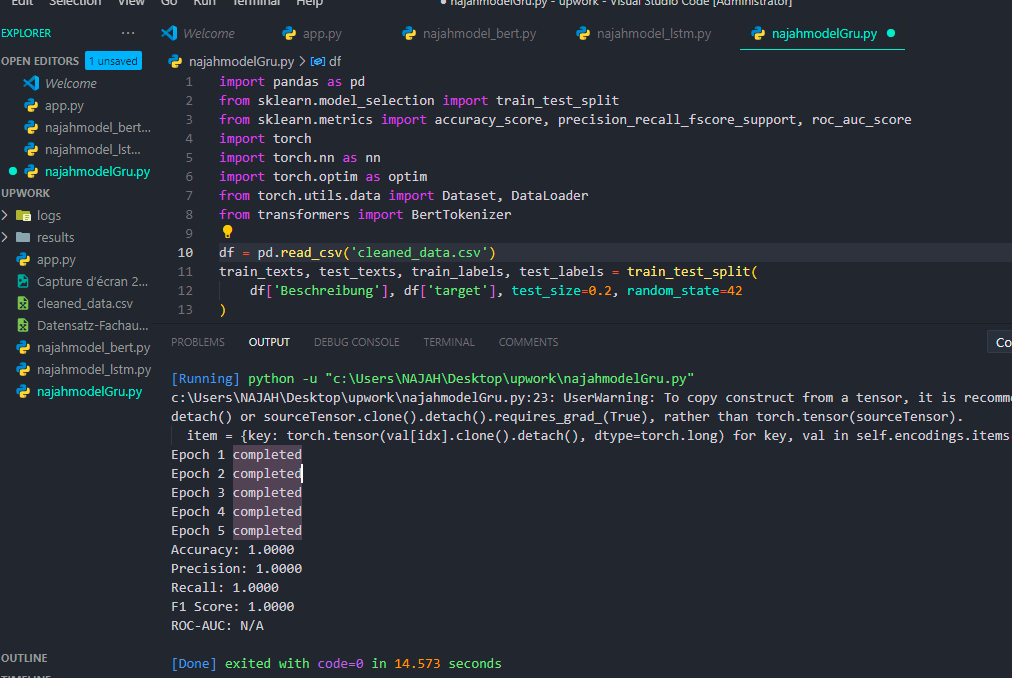 Edit Selection View Go Run Terminal Help
● najahmodelGru.py - upwork - Visual Studio Code [Administrator]
EXPLORER ···
Welcome
app.py
najahmodel_bert.py
najahmodel_lstm.py
najahmodelGru.py ●
OPEN EDITORS 1 unsaved
Welcome
app.py
najahmodel_bert...
najahmodel_lst...
● najahmodelGru.py
UPWORK
logs
results
app.py
Capture d'écran 2...
cleaned_data.csv
Datensatz-Fachau...
najahmodel_bert.py
najahmodel_lstm.py
najahmodelGru.py
OUTLINE
TIMELINE
najahmodelGru.py > df
1 import pandas as pd
2 from sklearn.model_selection import train_test_split
3 from sklearn.metrics import accuracy_score, precision_recall_fscore_support, roc_auc_score
4 import torch
5 import torch.nn as nn
6 import torch.optim as optim
7 from torch.utils.data import Dataset, DataLoader
8 from transformers import BertTokenizer
9
10 df = pd.read_csv('cleaned_data.csv')
11 train_texts, test_texts, train_labels, test_labels = train_test_split(
12 df['Beschreibung'], df['target'], test_size=0.2, random_state=42
13 )
PROBLEMS OUTPUT DEBUG CONSOLE TERMINAL COMMENTS
Co
[Running] python -u "c:\Users\NAJAH\Desktop\upwork\najahmodelGru.py"
c:\Users\NAJAH\Desktop\upwork\najahmodelGru.py:23: UserWarning: To copy construct from a tensor, it is recomm
detach() or sourceTensor.clone().detach().requires_grad_(True), rather than torch.tensor(sourceTensor).
item = {key: torch.tensor(val[idx].clone().detach(), dtype=torch.long) for key, val in self.encodings.items
Epoch 1 completed
Epoch 2 completed
Epoch 3 completed
Epoch 4 completed
Epoch 5 completed
Accuracy: 1.0000
Precision: 1.0000
Recall: 1.0000
F1 Score: 1.0000
ROC-AUC: N/A
[Done] exited with code=0 in 14.573 seconds